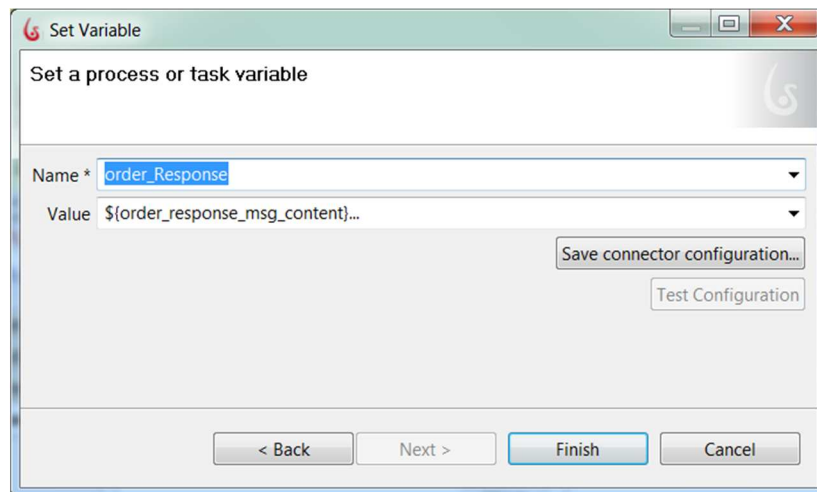 Set Variable
Set a process or task variable
Name * order_Response
Value ${order_response_msg_content}...
Save connector configuration...
Test Configuration
< Back Next > Finish Cancel